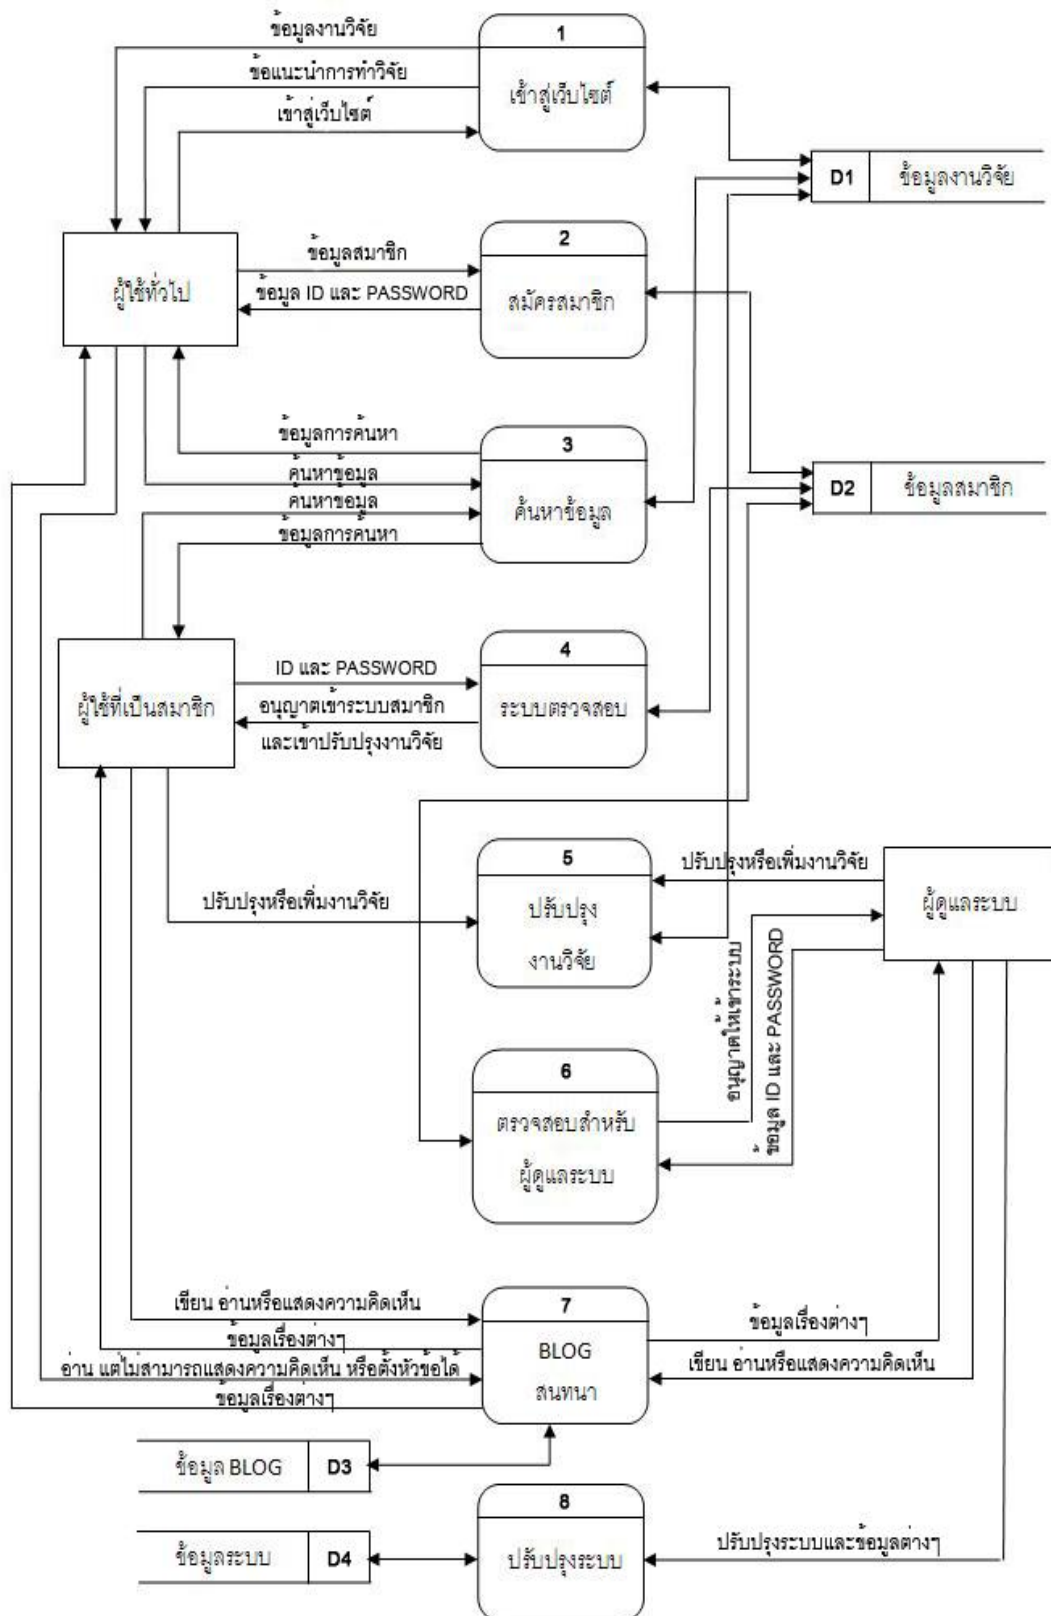 ข้อมูลงานวิจัย
1
ข้อแนะนำการทำวิจัย
เข้าสู่เว็บไซต์
เข้าสู่เว็บไซต์
D1
ข้อมูลงานวิจัย
ผู้ใช้ทั่วไป
ข้อมูลสมาชิก
2
ข้อมูล ID และ PASSWORD
สมัครสมาชิก
ข้อมูลการค้นหา
3
ค้นหาข้อมูล
ค้นหาข้อมูล
ค้นหาข้อมูล
ข้อมูลการค้นหา
D2
ข้อมูลสมาชิก
ผู้ใช้ที่เป็นสมาชิก
ID และ PASSWORD
4
อนุญาตเข้าระบบสมาชิก
และเข้าปรับปรุงงานวิจัย
ระบบตรวจสอบ
ปรับปรุงหรือเพิ่มงานวิจัย
5
ปรับปรุง
งานวิจัย
ปรับปรุงหรือเพิ่มงานวิจัย
ผู้ดูแลระบบ
อนุญาตให้เข้าระบบ
ข้อมูล ID และ PASSWORD
6
ตรวจสอบสำหรับ
ผู้ดูแลระบบ
เขียน อ่านหรือแสดงความคิดเห็น
ข้อมูลเรื่องต่างๆ
อ่าน แต่ไม่สามารถแสดงความคิดเห็น หรือตั้งหัวข้อได้
ข้อมูลเรื่องต่างๆ
7
BLOG
สนทนา
ข้อมูลเรื่องต่างๆ
เขียน อ่านหรือแสดงความคิดเห็น
ข้อมูล BLOG
D3
ข้อมูลระบบ
D4
8
ปรับปรุงระบบ
ปรับปรุงระบบและข้อมูลต่างๆ